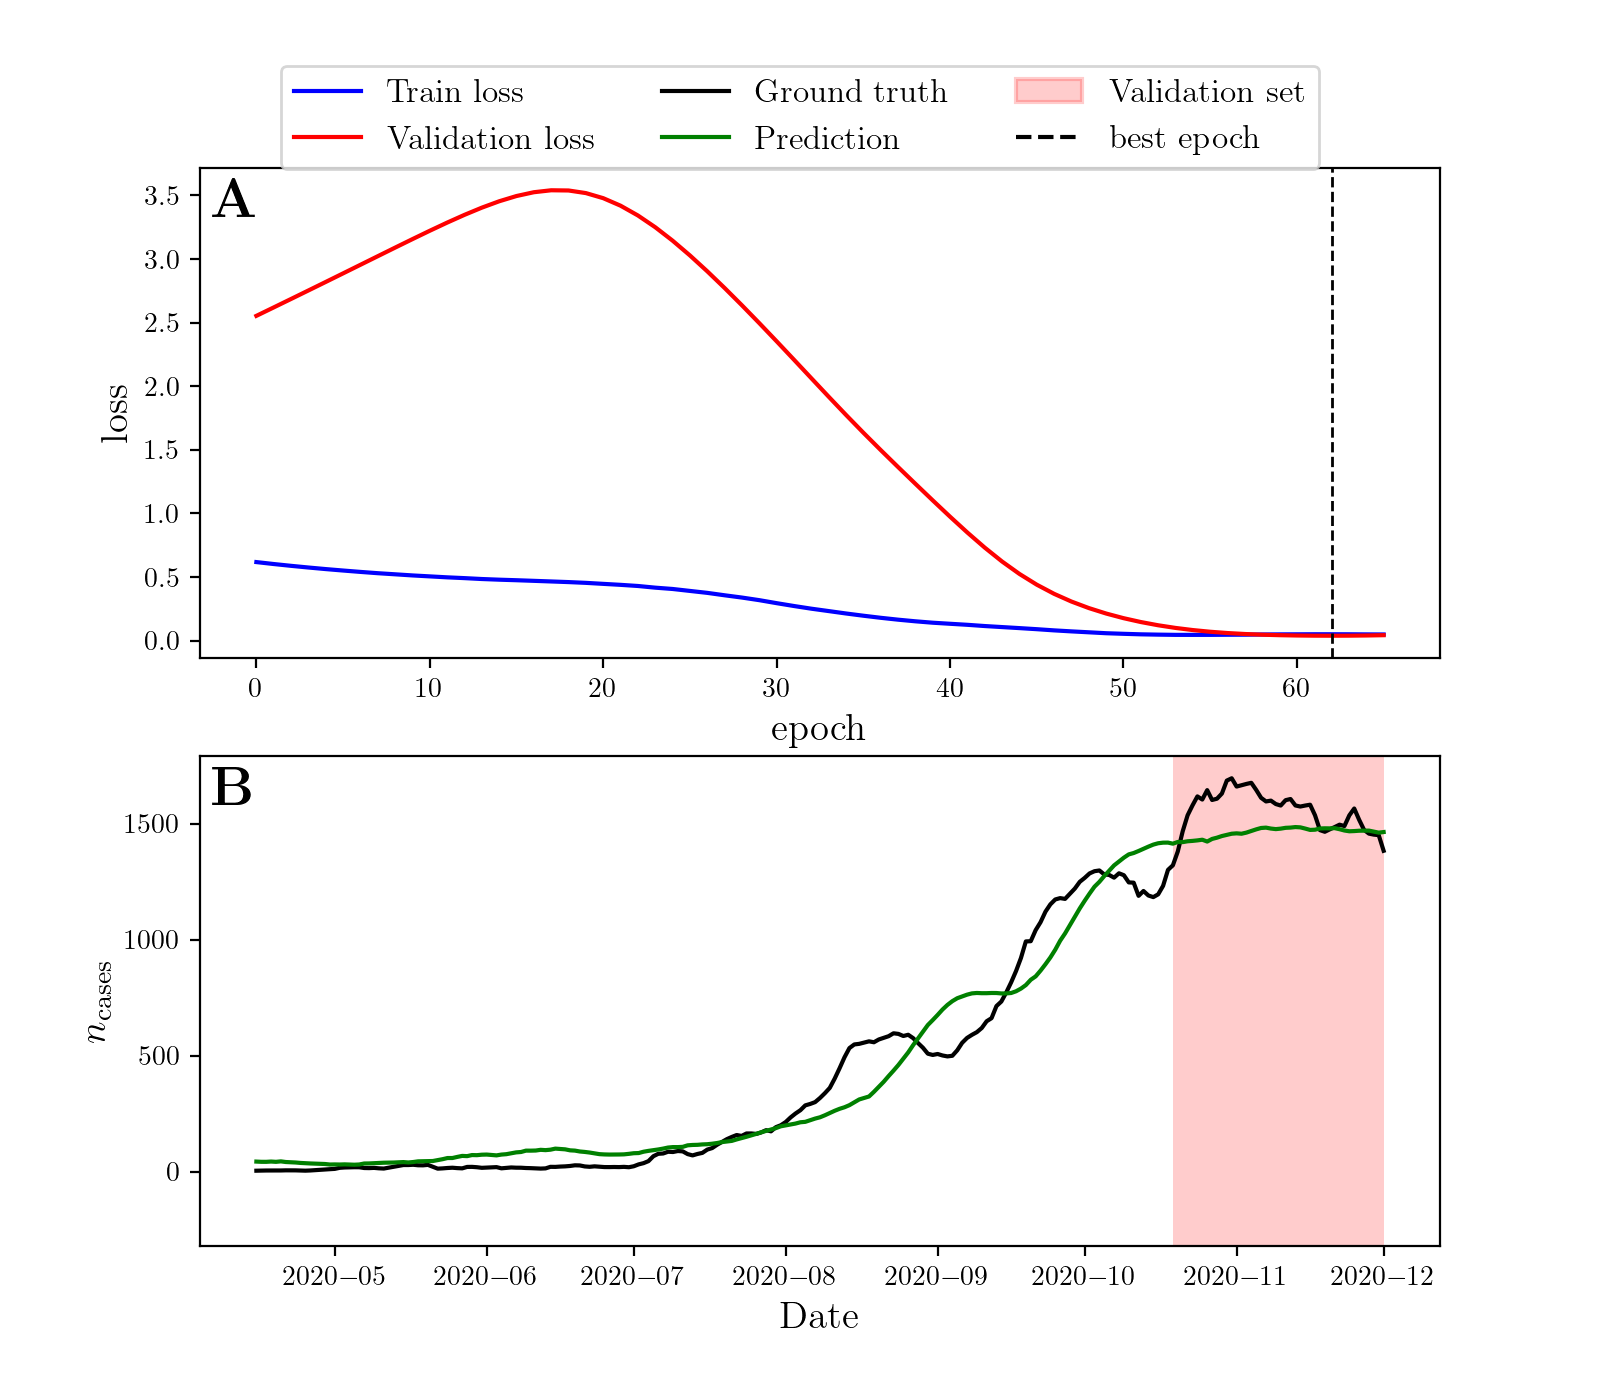 Train loss
Validation loss
Ground truth
Prediction
Validation set
best epoch
A
3.5
3.0
2.5
2.0
1.5
1.0
0.5
0.0
loss
0 10 20 30 40 50 60
epoch
B
1500
1000
500
0
n_cases
2020–05 2020–06 2020–07 2020–08 2020–09 2020–10 2020–11 2020–12
Date